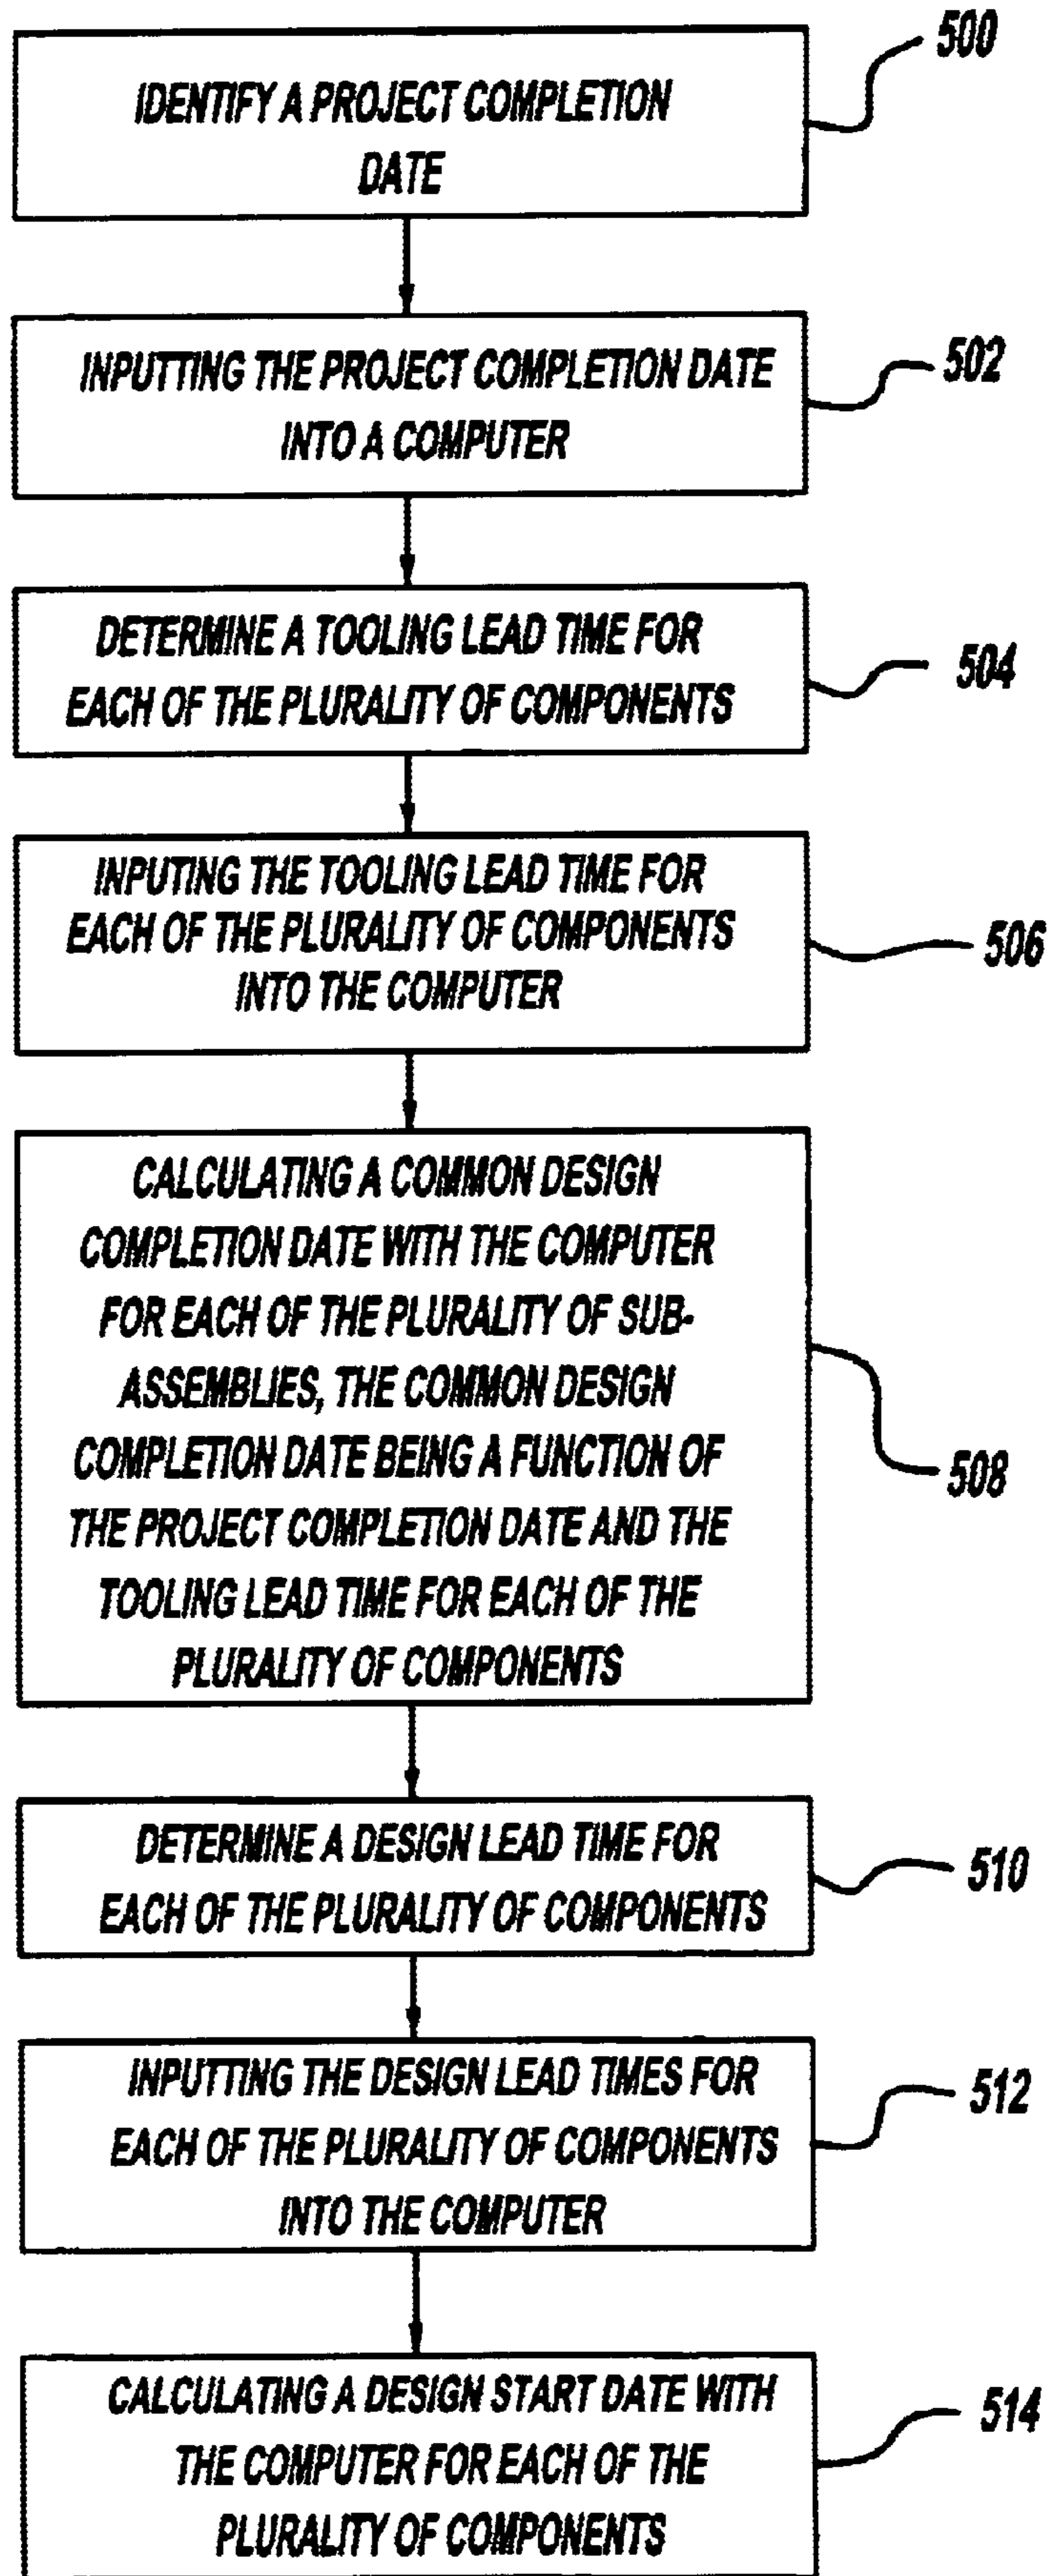 500
IDENTIFY A PROJECT COMPLETION
DATE
502
INPUTTING THE PROJECT COMPLETION DATE
INTO A COMPUTER
504
DETERMINE A TOOLING LEAD TIME FOR
EACH OF THE PLURALITY OF COMPONENTS
506
INPUTING THE TOOLING LEAD TIME FOR
EACH OF THE PLURALITY OF COMPONENTS
INTO THE COMPUTER
508
CALCULATING A COMMON DESIGN
COMPLETION DATE WITH THE COMPUTER
FOR EACH OF THE PLURALITY OF SUB-
ASSEMBLIES, THE COMMON DESIGN
COMPLETION DATE BEING A FUNCTION OF
THE PROJECT COMPLETION DATE AND THE
TOOLING LEAD TIME FOR EACH OF THE
PLURALITY OF COMPONENTS
510
DETERMINE A DESIGN LEAD TIME FOR
EACH OF THE PLURALITY OF COMPONENTS
512
INPUTTING THE DESIGN LEAD TIMES FOR
EACH OF THE PLURALITY OF COMPONENTS
INTO THE COMPUTER
514
CALCULATING A DESIGN START DATE WITH
THE COMPUTER FOR EACH OF THE
PLURALITY OF COMPONENTS